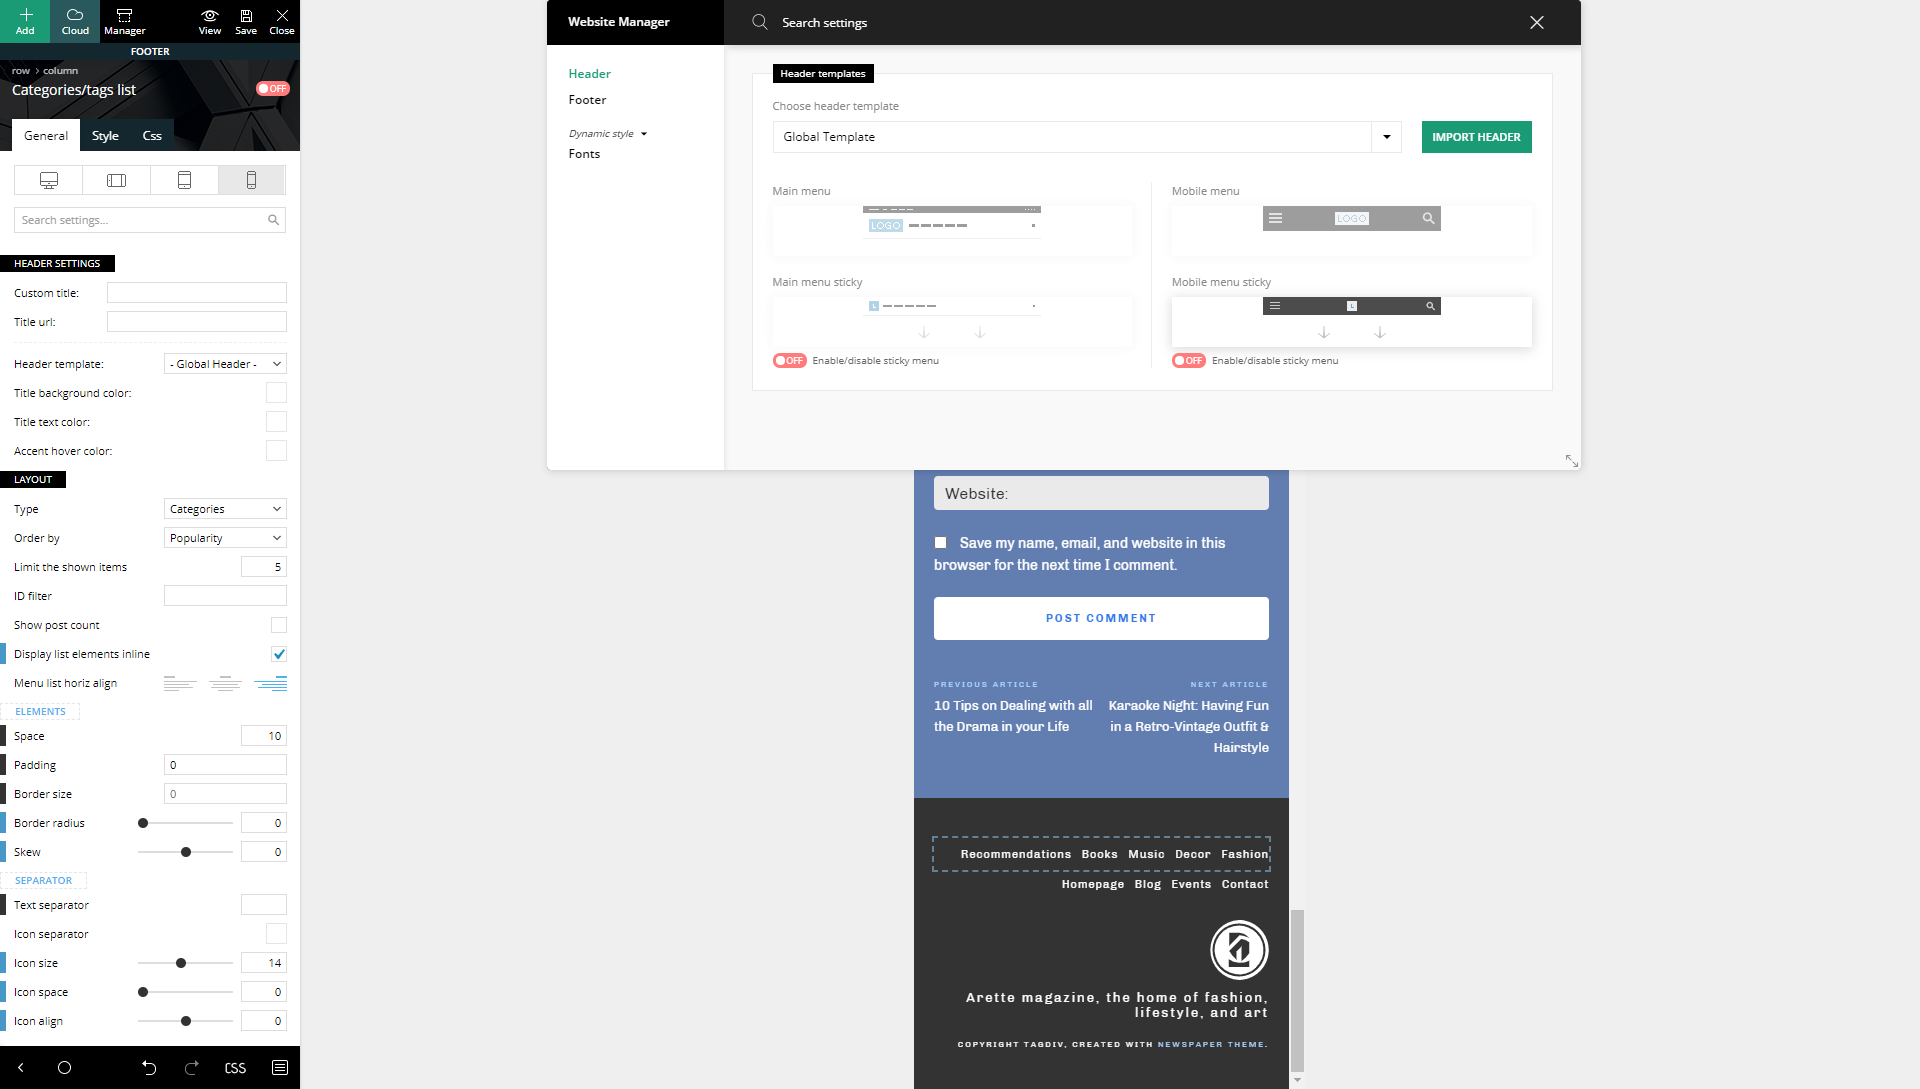 Add
Cloud
Manager
View
Save
Close
FOOTER
row > column
Categories/tags list
OFF
General
Style
Css
Search settings...
HEADER SETTINGS
Custom title:
Title url:
Header template:
- Global Header -
Title background color:
Title text color:
Accent hover color:
LAYOUT
Type
Categories
Order by
Popularity
Limit the shown items
5
ID filter
Show post count
Display list elements inline
Menu list horiz align
ELEMENTS
Space
10
Padding
0
Border size
0
Border radius
0
Skew
0
SEPARATOR
Text separator
Icon separator
Icon size
14
Icon space
0
Icon align
0
CSS
Website Manager
Search settings
Header
Footer
Dynamic style
Fonts
Header templates
Choose header template
Global Template
IMPORT HEADER
Main menu
LOGO
Mobile menu
LOGO
Main menu sticky
L
OFF Enable/disable sticky menu
Mobile menu sticky
L
OFF Enable/disable sticky menu
Website:
Save my name, email, and website in this
browser for the next time I comment.
POST COMMENT
PREVIOUS ARTICLE
10 Tips on Dealing with all
the Drama in your Life
NEXT ARTICLE
Karaoke Night: Having Fun
in a Retro-Vintage Outfit &
Hairstyle
Recommendations Books Music Decor Fashion
Homepage Blog Events Contact
Arette magazine, the home of fashion,
lifestyle, and art
COPYRIGHT TAGDIV, CREATED WITH NEWSPAPER THEME.